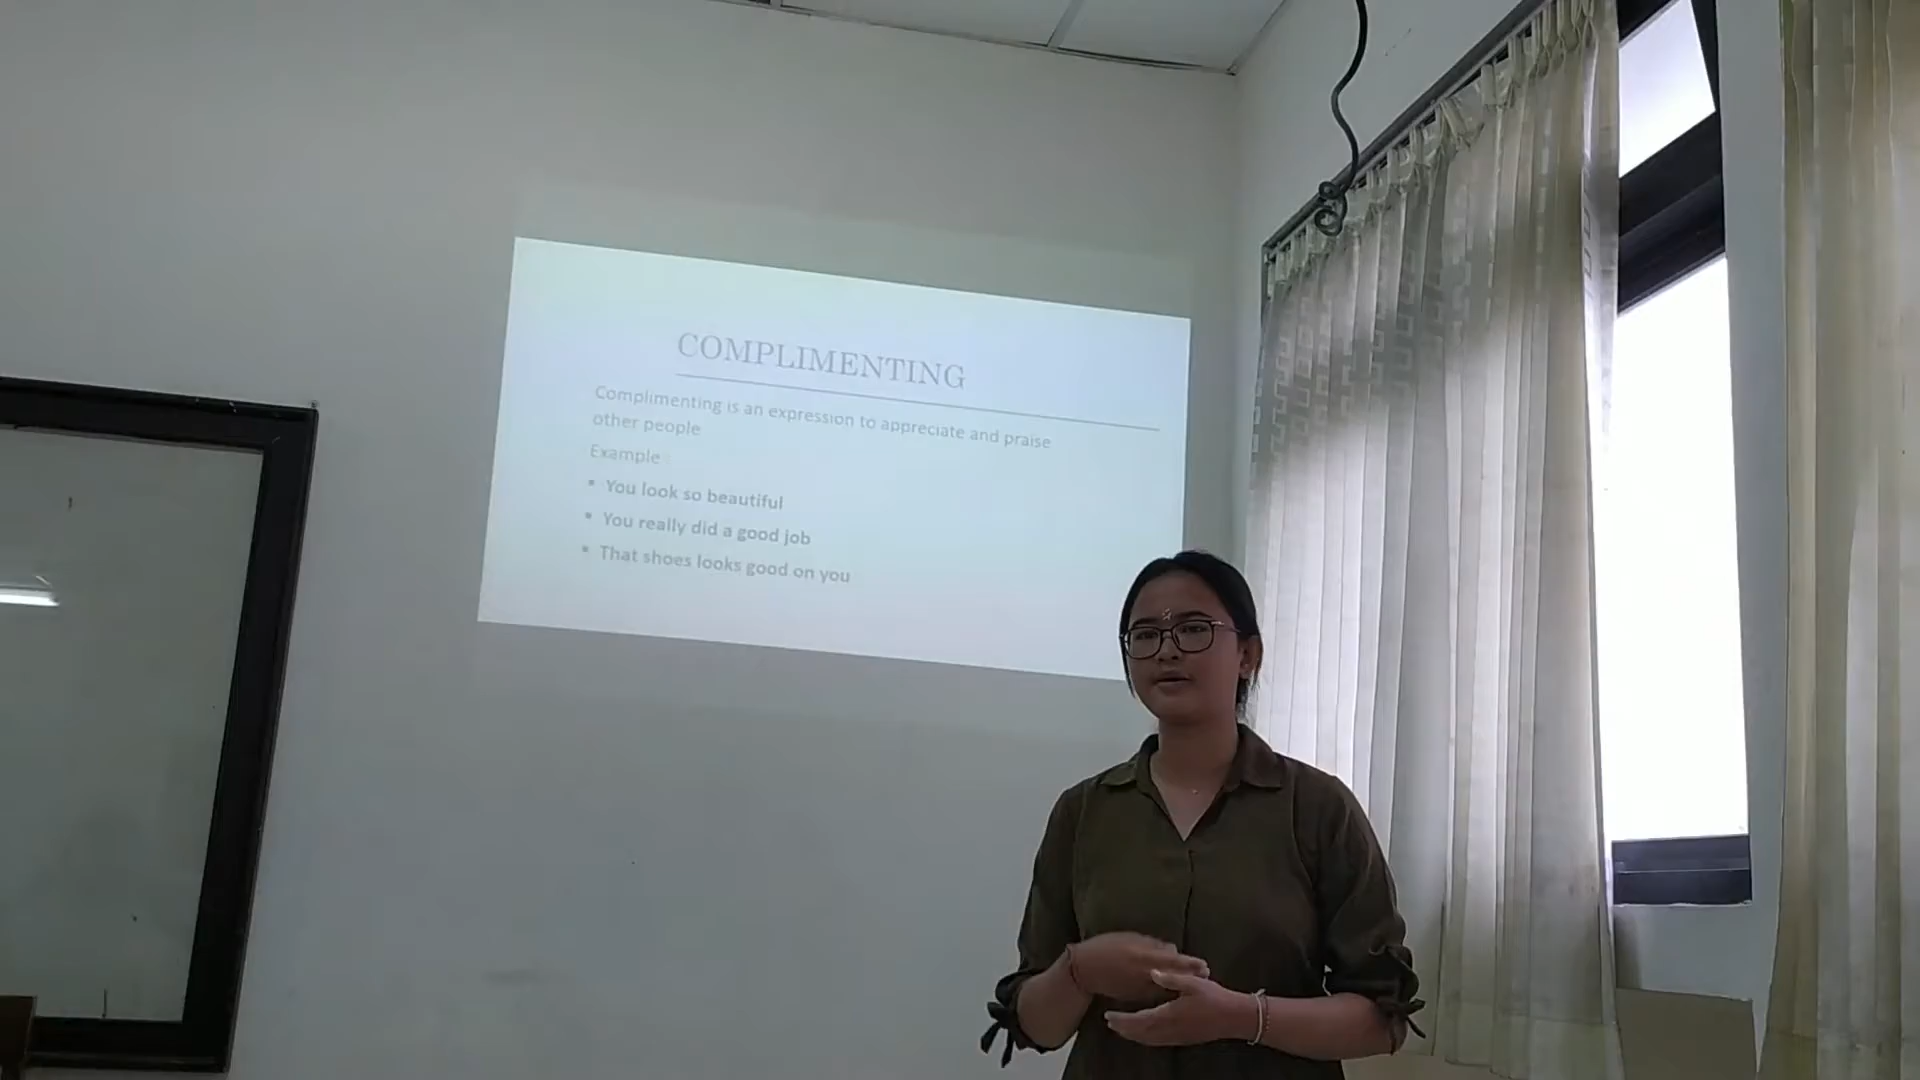 COMPLIMENTING
Complimenting is an expression to appreciate and praise
other people
Example :
▪ You look so beautiful
▪ You really did a good job
▪ That shoes looks good on you